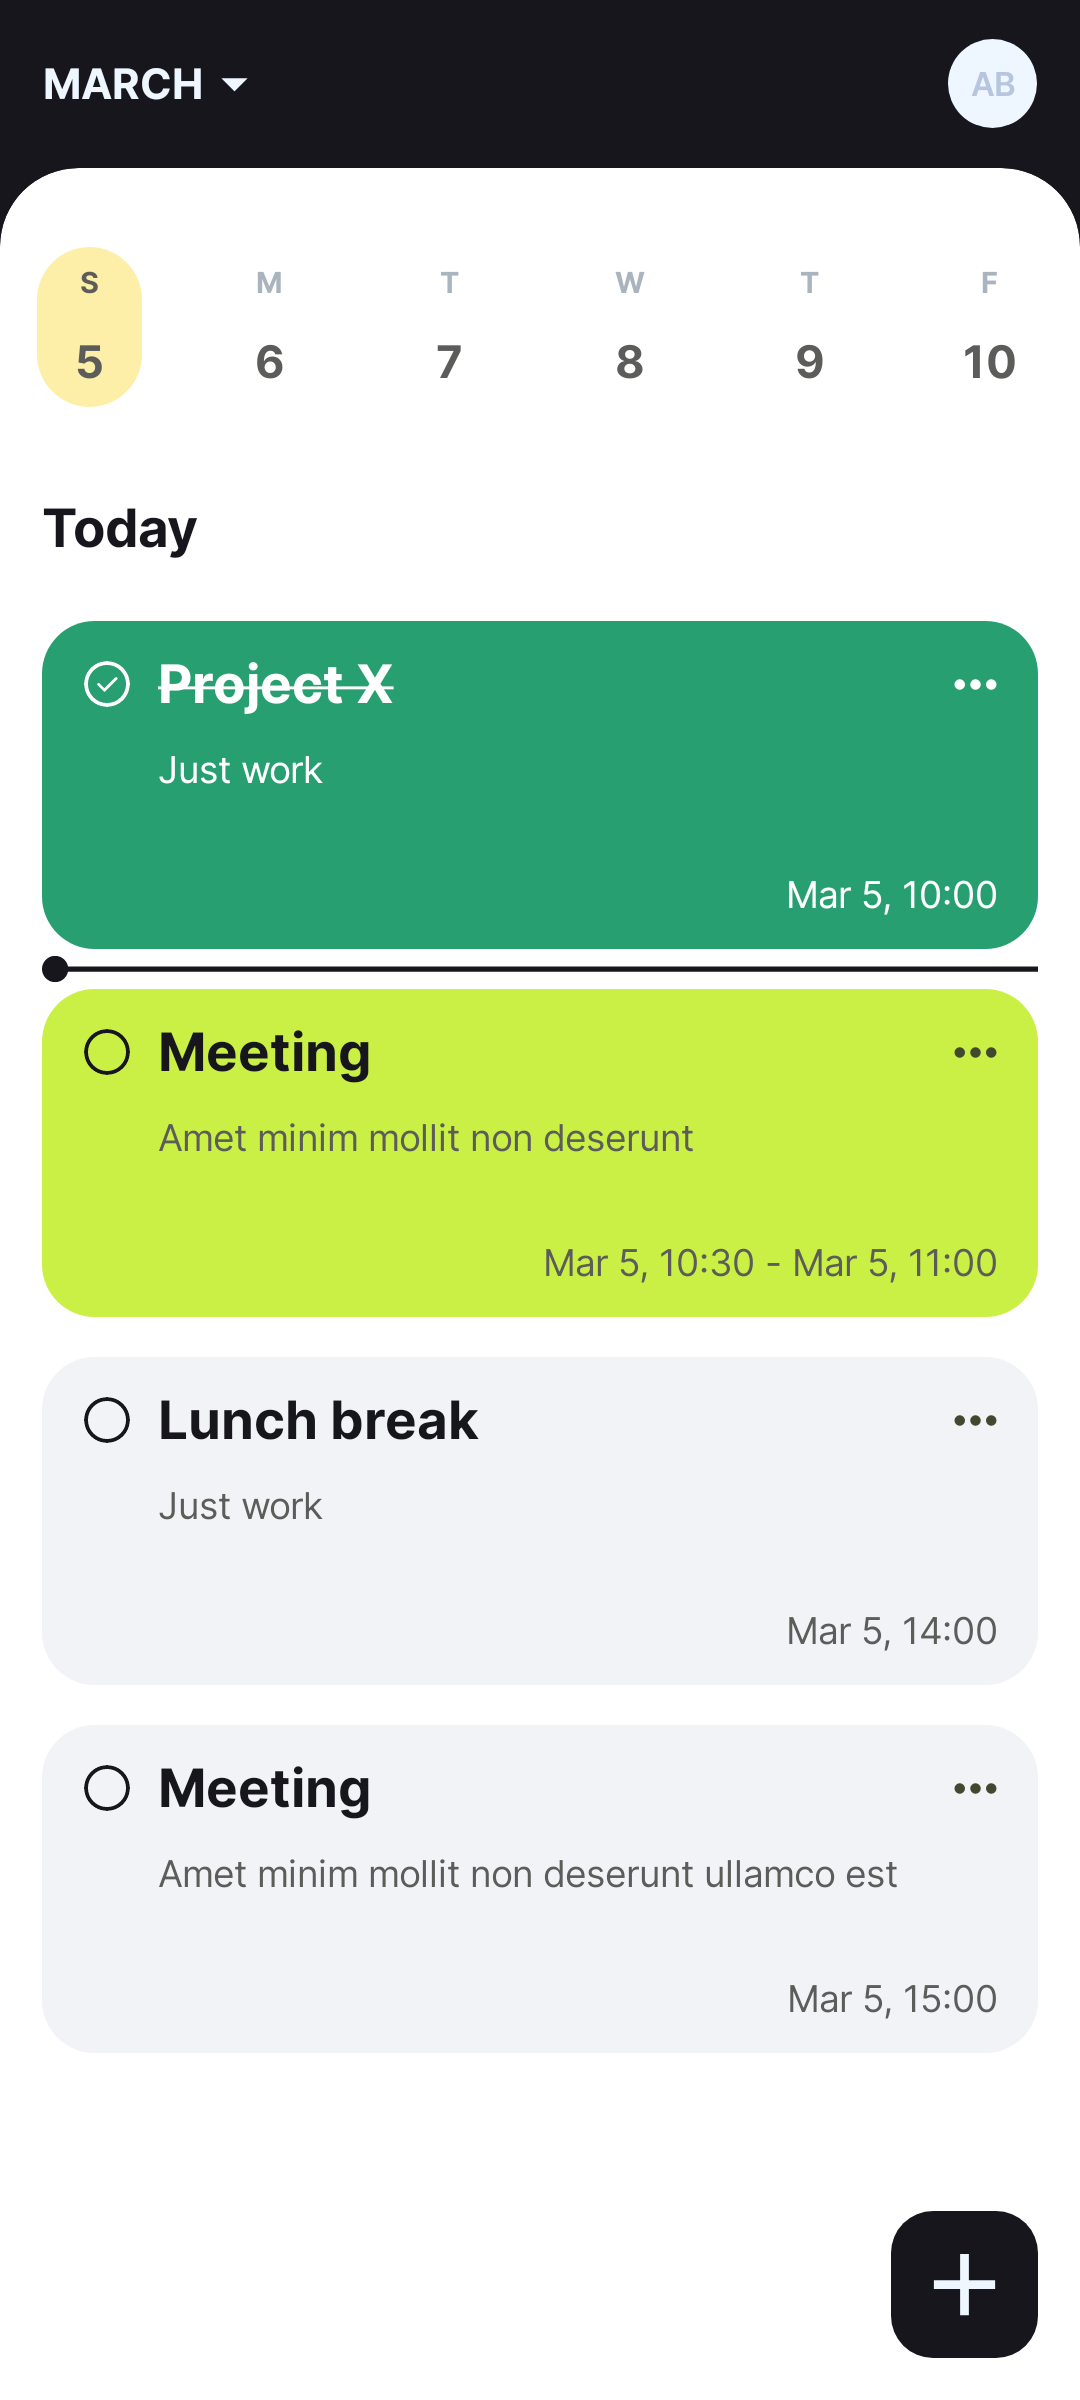 MARCH
AB
S M T W T F
5 6 7 8 9 10
Today
Project X
Just work
Mar 5, 10:00
Meeting
Amet minim mollit non deserunt
Mar 5, 10:30 - Mar 5, 11:00
Lunch break
Just work
Mar 5, 14:00
Meeting
Amet minim mollit non deserunt ullamco est
Mar 5, 15:00